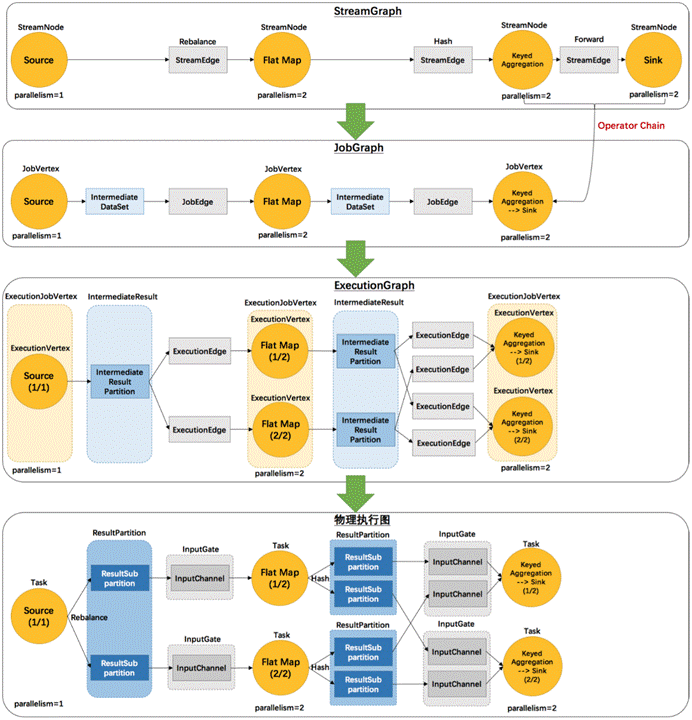 StreamGraph
StreamNode
Source
parallelism=1
Rebalance
StreamEdge
StreamNode
Flat Map
parallelism=2
Hash
StreamEdge
StreamNode
Keyed
Aggregation
parallelism=2
Forward
StreamEdge
StreamNode
Sink
parallelism=2
Operator Chain
JobGraph
JobVertex
Source
parallelism=1
Intermediate
DataSet
JobEdge
JobVertex
Flat Map
parallelism=2
Intermediate
DataSet
JobEdge
JobVertex
Keyed
Aggregation
--> Sink
parallelism=2
ExecutionGraph
ExecutionJobVertex
ExecutionVertex
Source
(1/1)
parallelism=1
IntermediateResult
Intermediate
Result
Partition
ExecutionEdge
ExecutionEdge
ExecutionJobVertex
ExecutionVertex
Flat Map
(1/2)
ExecutionVertex
Flat Map
(2/2)
parallelism=2
IntermediateResult
Intermediate
Result
Partition
Intermediate
Result
Partition
ExecutionEdge
ExecutionEdge
ExecutionEdge
ExecutionEdge
ExecutionJobVertex
ExecutionVertex
Keyed
Aggregation
--> Sink
(1/2)
ExecutionVertex
Keyed
Aggregation
--> Sink
(2/2)
parallelism=2
物理执行图
Task
Source
(1/1)
parallelism=1
Rebalance
ResultPartition
ResultSub
partition
ResultSub
partition
InputGate
InputChannel
InputGate
InputChannel
Task
Flat Map
(1/2)
Hash
Task
Flat Map
(2/2)
Hash
parallelism=2
ResultPartition
ResultSub
partition
ResultSub
partition
ResultPartition
ResultSub
partition
ResultSub
partition
InputGate
InputChannel
InputChannel
InputGate
InputChannel
InputChannel
Task
Keyed
Aggregation
--> Sink
(1/2)
Task
Keyed
Aggregation
--> Sink
(2/2)
parallelism=2